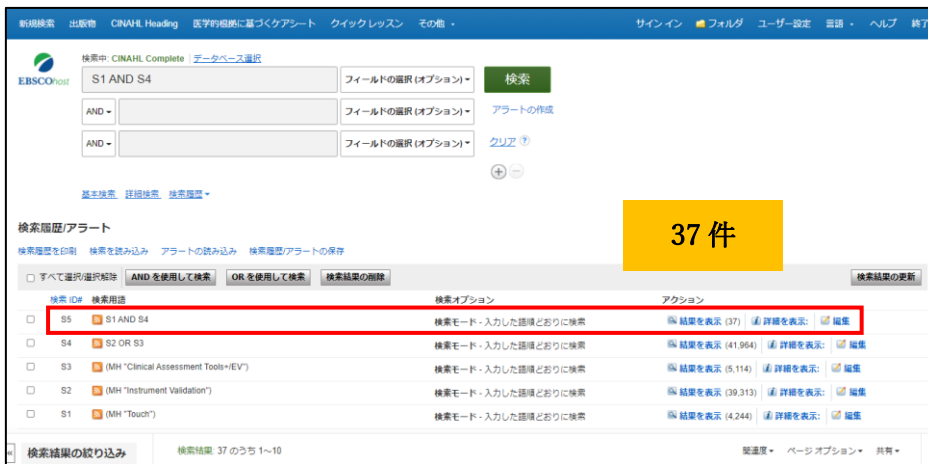 新規検索 出版物 CINAHL Heading 医学的根拠に基づくケアシート クイックレッスン その他 サインイン フォルダ ユーザー設定 言語 ヘルプ 終了
検索中: CINAHL Complete データベース選択
EBSCOhost S1 AND S4 フィールドの選択 (オプション) 検索
AND フィールドの選択 (オプション) アラートの作成
AND フィールドの選択 (オプション) クリア ?
基本検索 詳細検索 検索履歴
検索履歴/アラート
37 件
検索履歴を印刷 検索を読み込み アラートの読み込み 検索履歴/アラートの保存
すべて選択/選択解除 AND を使用して検索 OR を使用して検索 検索結果の削除 検索結果の更新
検索 ID# 検索用語 検索オプション アクション
S5 S1 AND S4 検索モード - 入力した語順どおりに検索 結果を表示 (37) 詳細を表示: 編集
S4 S2 OR S3 検索モード - 入力した語順どおりに検索 結果を表示 (41,964) 詳細を表示: 編集
S3 (MH "Clinical Assessment Tools+/EV") 検索モード - 入力した語順どおりに検索 結果を表示 (5,114) 詳細を表示: 編集
S2 (MH "Instrument Validation") 検索モード - 入力した語順どおりに検索 結果を表示 (39,313) 詳細を表示: 編集
S1 (MH "Touch") 検索モード - 入力した語順どおりに検索 結果を表示 (4,244) 詳細を表示: 編集
« 検索結果の絞り込み 検索結果: 37 のうち 1~10 関連度 ページ オプション 共有